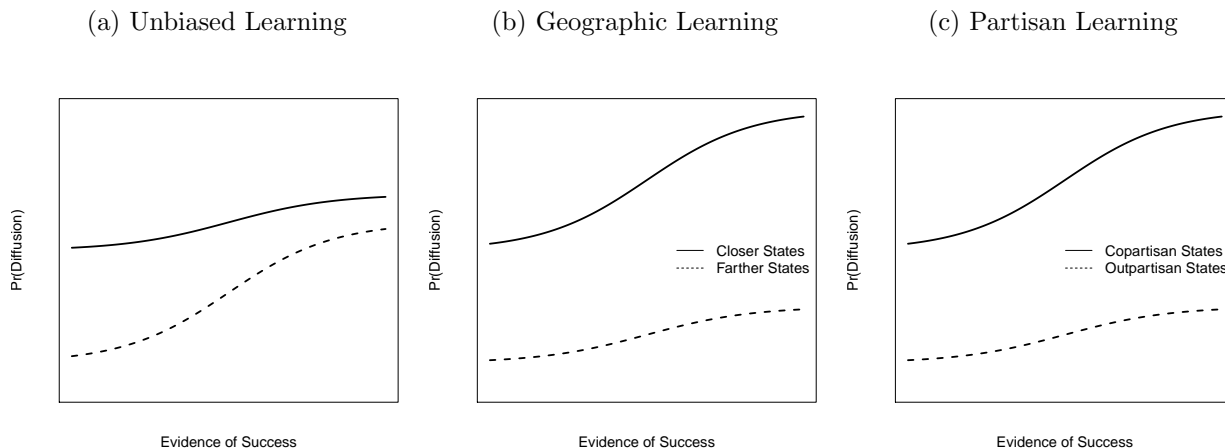 (a) Unbiased Learning
(b) Geographic Learning
(c) Partisan Learning
Pr(Diffusion)
Evidence of Success
Pr(Diffusion)
Closer States
Farther States
Evidence of Success
Pr(Diffusion)
Copartisan States
Outpartisan States
Evidence of Success